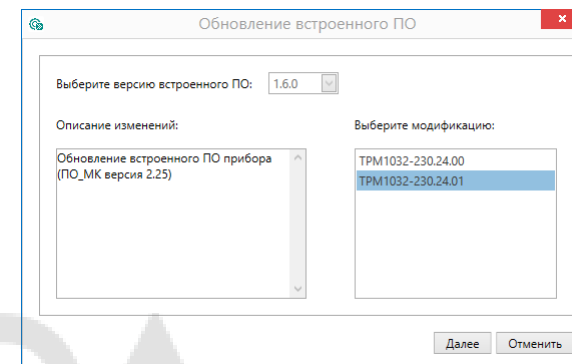 Обновление встроенного ПО
Выберите версию встроенного ПО: 1.6.0
Описание изменений:
Обновление встроенного ПО прибора
(ПО_МК версия 2.25)
Выберите модификацию:
ТРМ1032-230.24.00
ТРМ1032-230.24.01
Далее Отменить